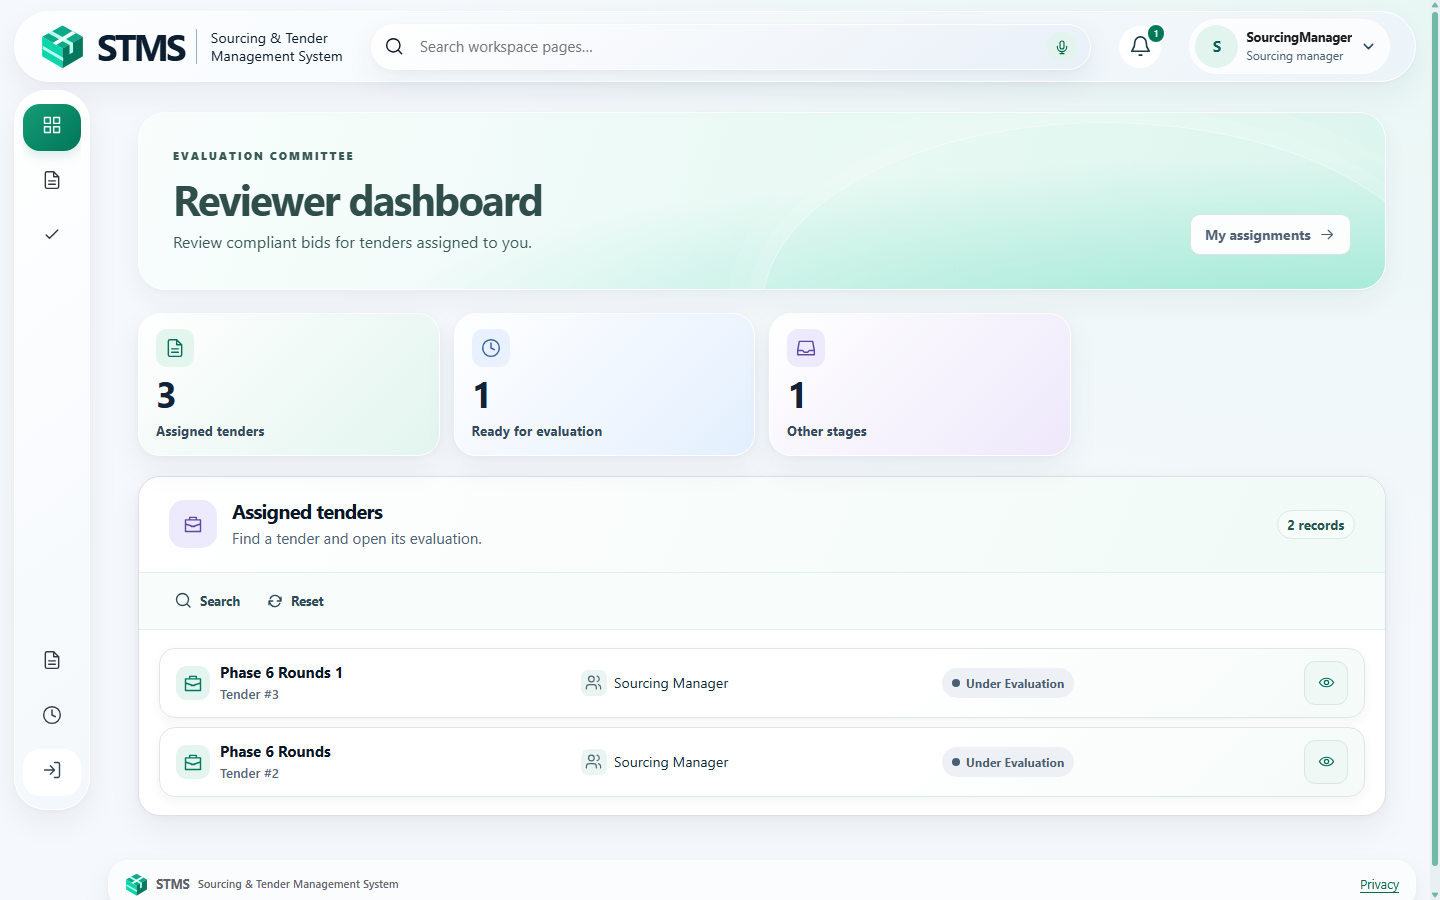 STMS
Sourcing & Tender
Management System
Search workspace pages...
1
S
SourcingManager
Sourcing manager
EVALUATION COMMITTEE
Reviewer dashboard
Review compliant bids for tenders assigned to you.
My assignments
3
Assigned tenders
1
Ready for evaluation
1
Other stages
Assigned tenders
Find a tender and open its evaluation.
2 records
Search
Reset
Phase 6 Rounds 1
Tender #3
Sourcing Manager
Under Evaluation
Phase 6 Rounds
Tender #2
Sourcing Manager
Under Evaluation
STMS
Sourcing & Tender Management System
Privacy